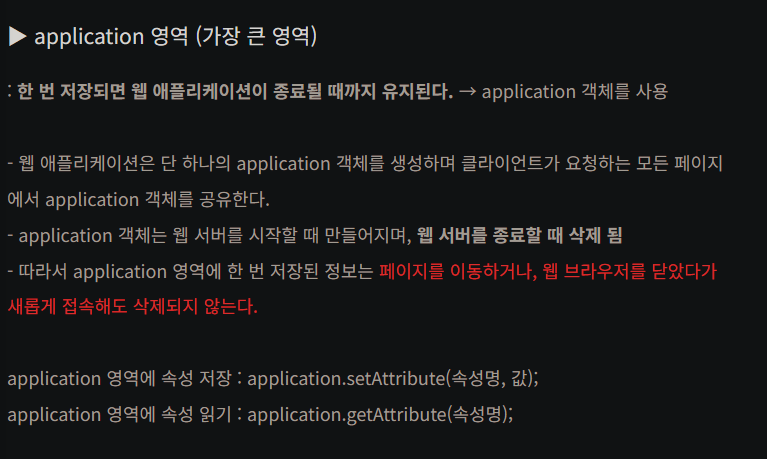 ▶ application 영역 (가장 큰 영역)
: 한 번 저장되면 웹 애플리케이션이 종료될 때까지 유지된다. → application 객체를 사용
- 웹 애플리케이션은 단 하나의 application 객체를 생성하며 클라이언트가 요청하는 모든 페이지
에서 application 객체를 공유한다.
- application 객체는 웹 서버를 시작할 때 만들어지며, 웹 서버를 종료할 때 삭제 됨
- 따라서 application 영역에 한 번 저장된 정보는 페이지를 이동하거나, 웹 브라우저를 닫았다가
새롭게 접속해도 삭제되지 않는다.
application 영역에 속성 저장 : application.setAttribute(속성명, 값);
application 영역에 속성 읽기 : application.getAttribute(속성명);